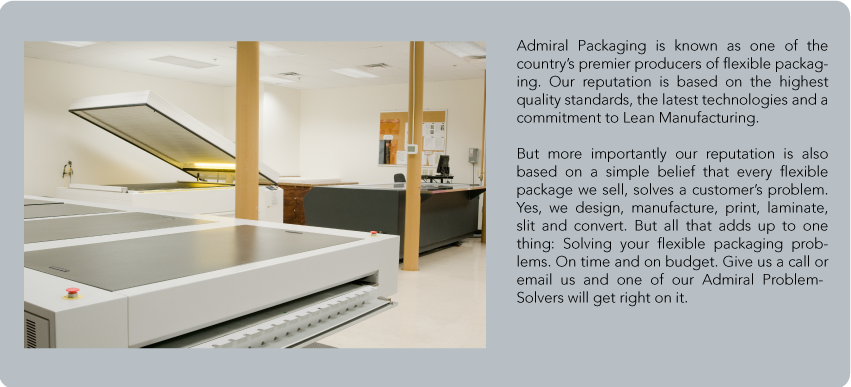 Admiral Packaging is known as one of the
country's premier producers of flexible packag-
ing. Our reputation is based on the highest
quality standards, the latest technologies and a
commitment to Lean Manufacturing.
But more importantly our reputation is also
based on a simple belief that every flexible
package we sell, solves a customer's problem.
Yes, we design, manufacture, print, laminate,
slit and convert. But all that adds up to one
thing: Solving your flexible packaging prob-
lems. On time and on budget. Give us a call or
email us and one of our Admiral Problem-
Solvers will get right on it.